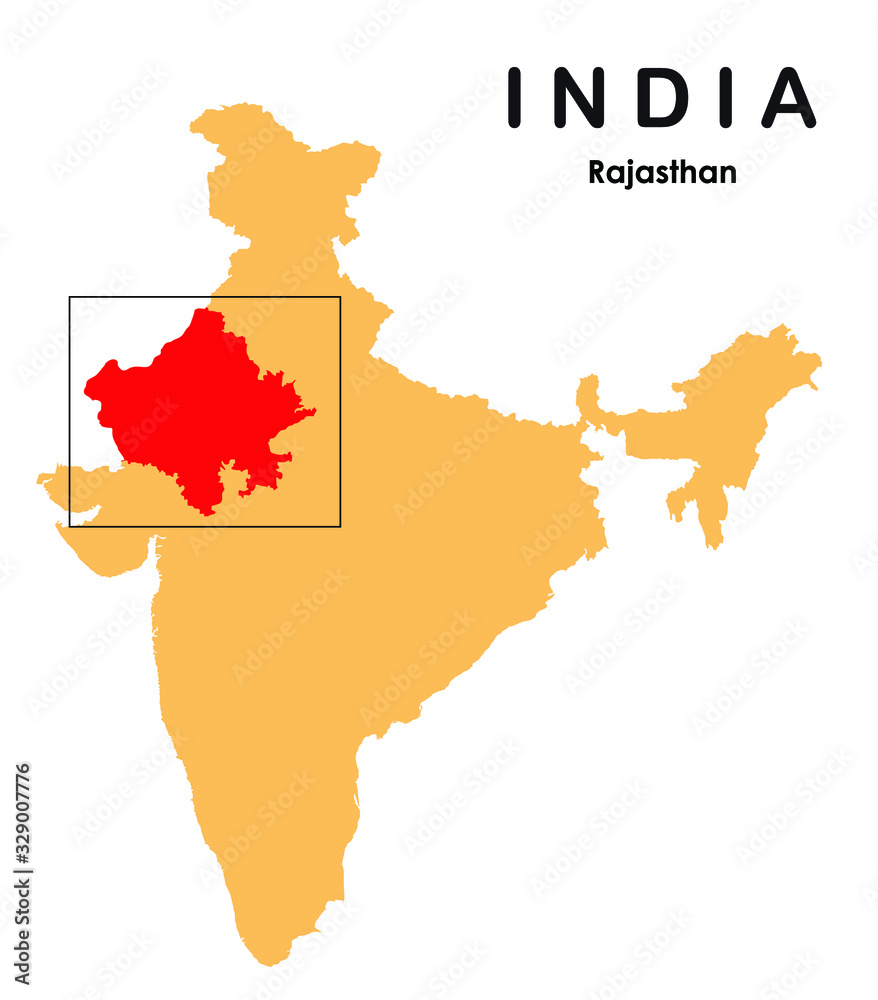 INDIA
Rajasthan
Adobe Stock | #329007776